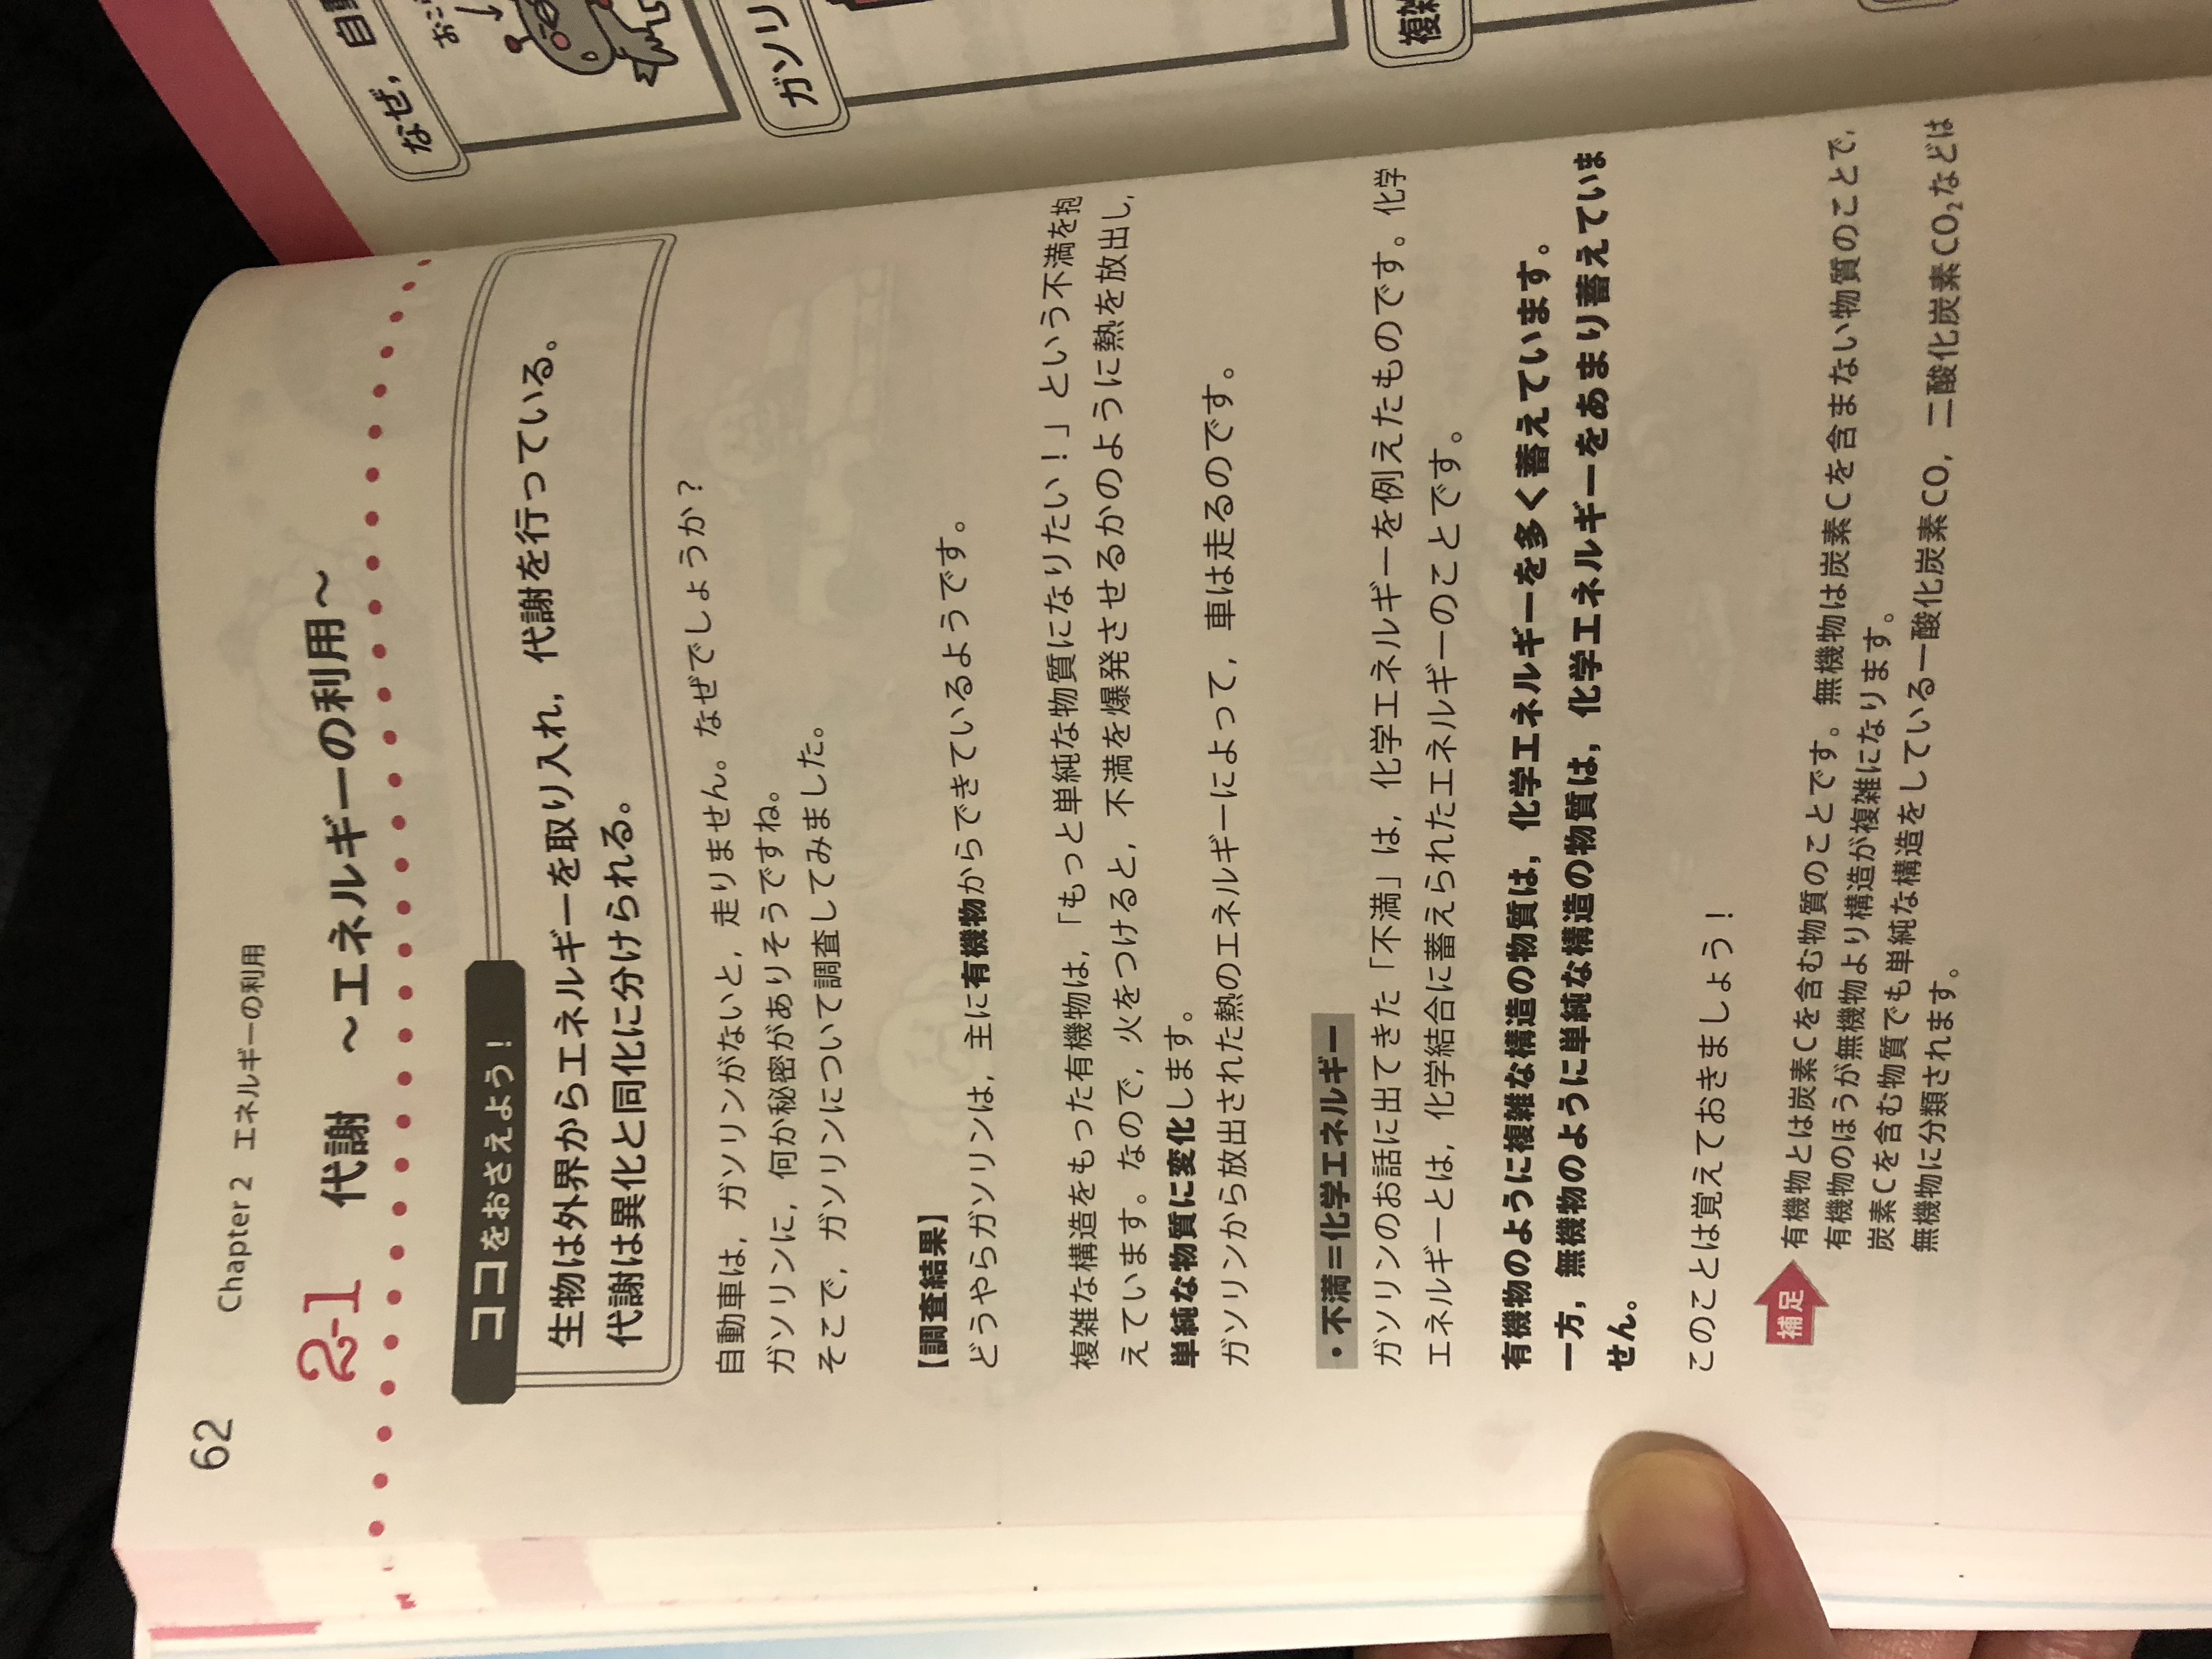 62
Chapter 2 エネルギーの利用
2-1 代謝 ～エネルギーの利用～
ココをおさえよう！
生物は外界からエネルギーを取り入れ，代謝を行っている。
代謝は異化と同化に分けられる。
自動車は，ガソリンがないと，走りません。なぜでしょうか？
ガソリンに，何か秘密がありそうですね。
そこで，ガソリンについて調査してみました。
【調査結果】
どうやらガソリンは，主に有機物からできているようです。
複雑な構造をもった有機物は，「もっと単純な物質になりたい！」という不満を抱
えています。なので，火をつけると，不満を爆発させるかのように熱を放出し，
単純な物質に変化します。
ガソリンから放出された熱のエネルギーによって，車は走るのです。
・不満＝化学エネルギー
ガソリンのお話に出てきた「不満」は，化学エネルギーを例えたものです。化学
エネルギーとは，化学結合に蓄えられたエネルギーのことです。
有機物のように複雑な構造の物質は，化学エネルギーを多く蓄えています。
一方，無機物のように単純な構造の物質は，化学エネルギーをあまり蓄えていま
せん。
このことは覚えておきましょう！
補足 有機物とは炭素Cを含む物質のことです。無機物は炭素Cを含まない物質のことで，
有機物のほうが無機物より構造が複雑になります。
炭素Cを含む物質でも単純な構造をしている一酸化炭素CO，二酸化炭素CO₂などは
無機物に分類されます。
なぜ，自動
おこ
ガソリ
複雑